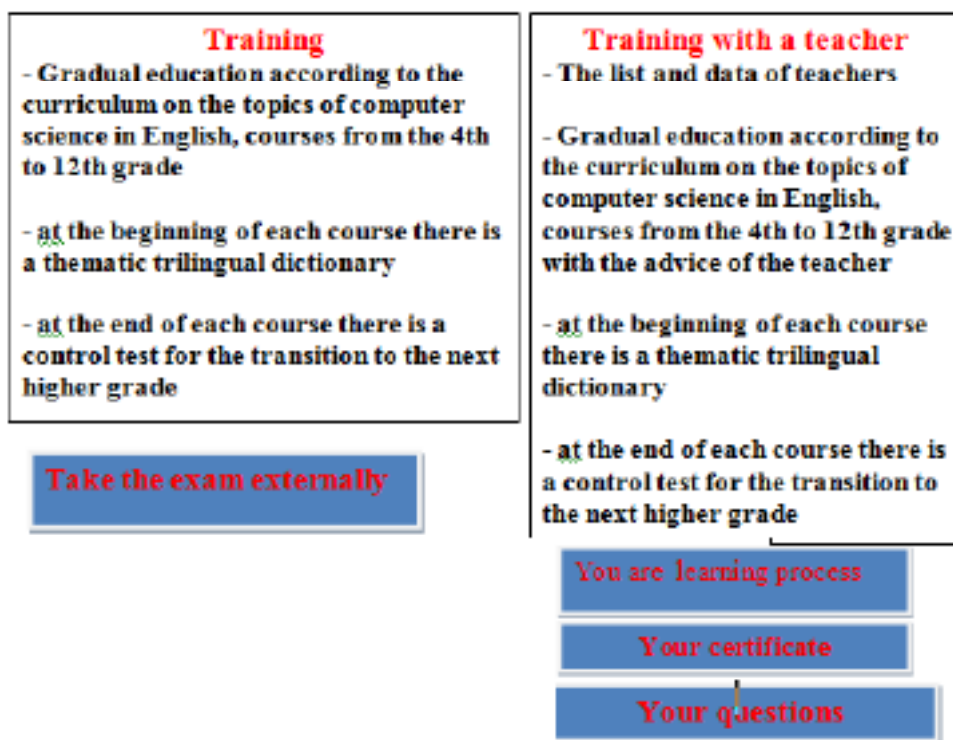 Training
- Gradual education according to the
curriculum on the topics of computer
science in English, courses from the 4th
to 12th grade
- at the beginning of each course there is
a thematic trilingual dictionary
- at the end of each course there is a
control test for the transition to the next
higher grade
Take the exam externally
Training with a teacher
- The list and data of teachers
- Gradual education according to
the curriculum on the topics of
computer science in English,
courses from the 4th to 12th grade
with the advice of the teacher
- at the beginning of each course
there is a thematic trilingual
dictionary
- at the end of each course there is
a control test for the transition to
the next higher grade
You are learning process
Your certificate
Your questions